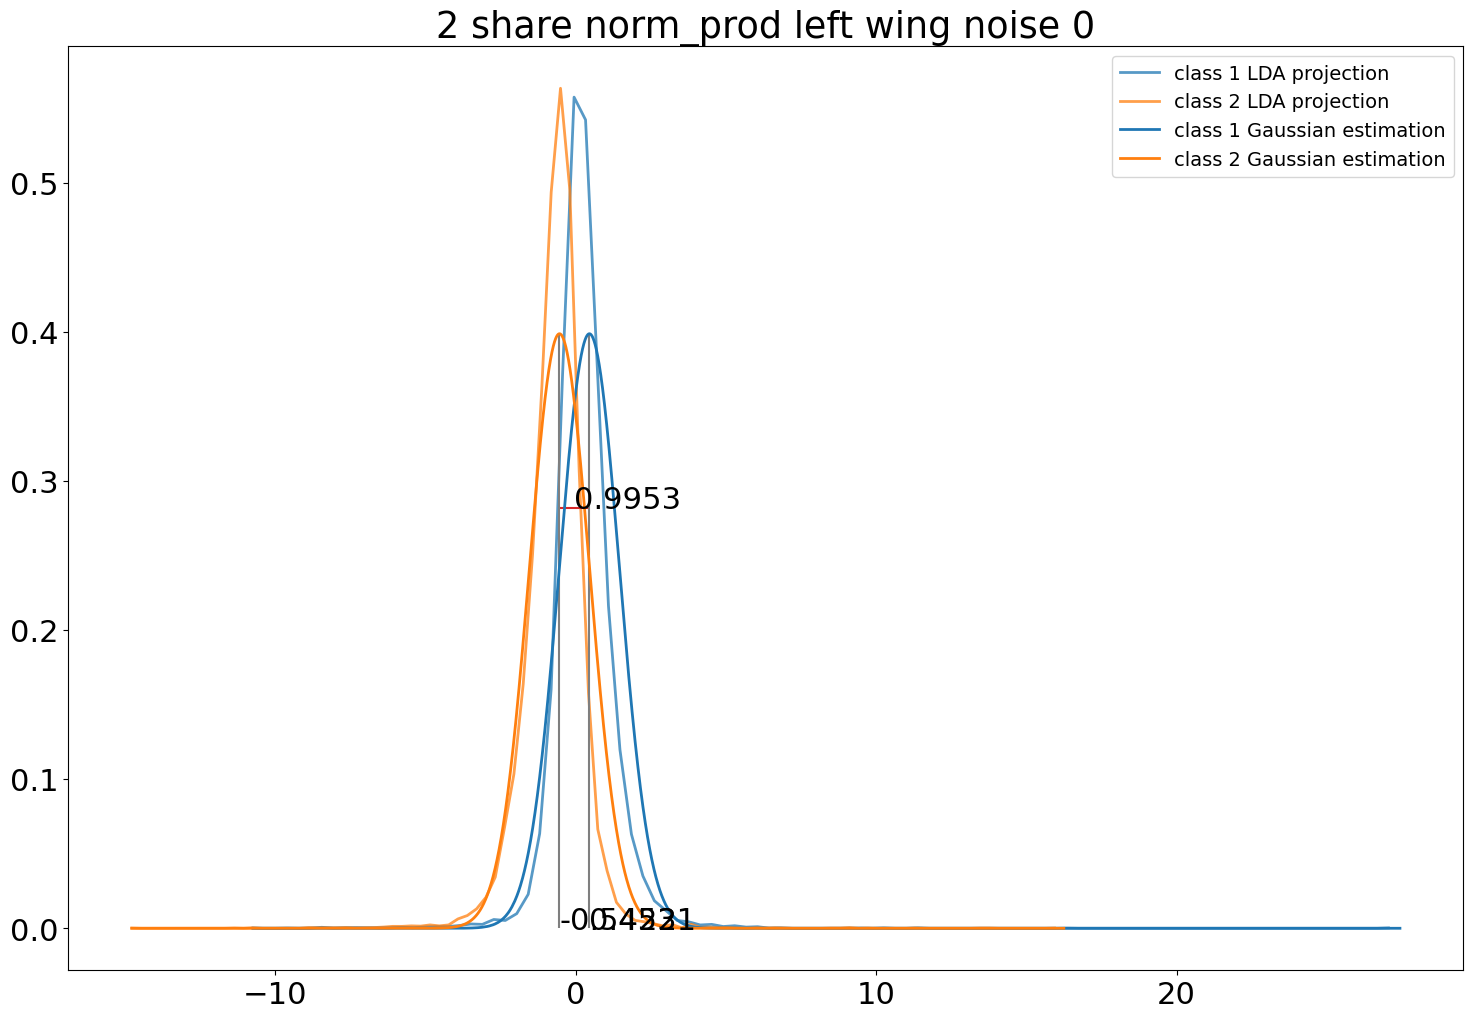 2 share norm_prod left wing noise 0
class 1 LDA projection
class 2 LDA projection
class 1 Gaussian estimation
class 2 Gaussian estimation
0.5
0.4
0.3
0.2
0.1
0.0
0.9953
−10
0
10
20